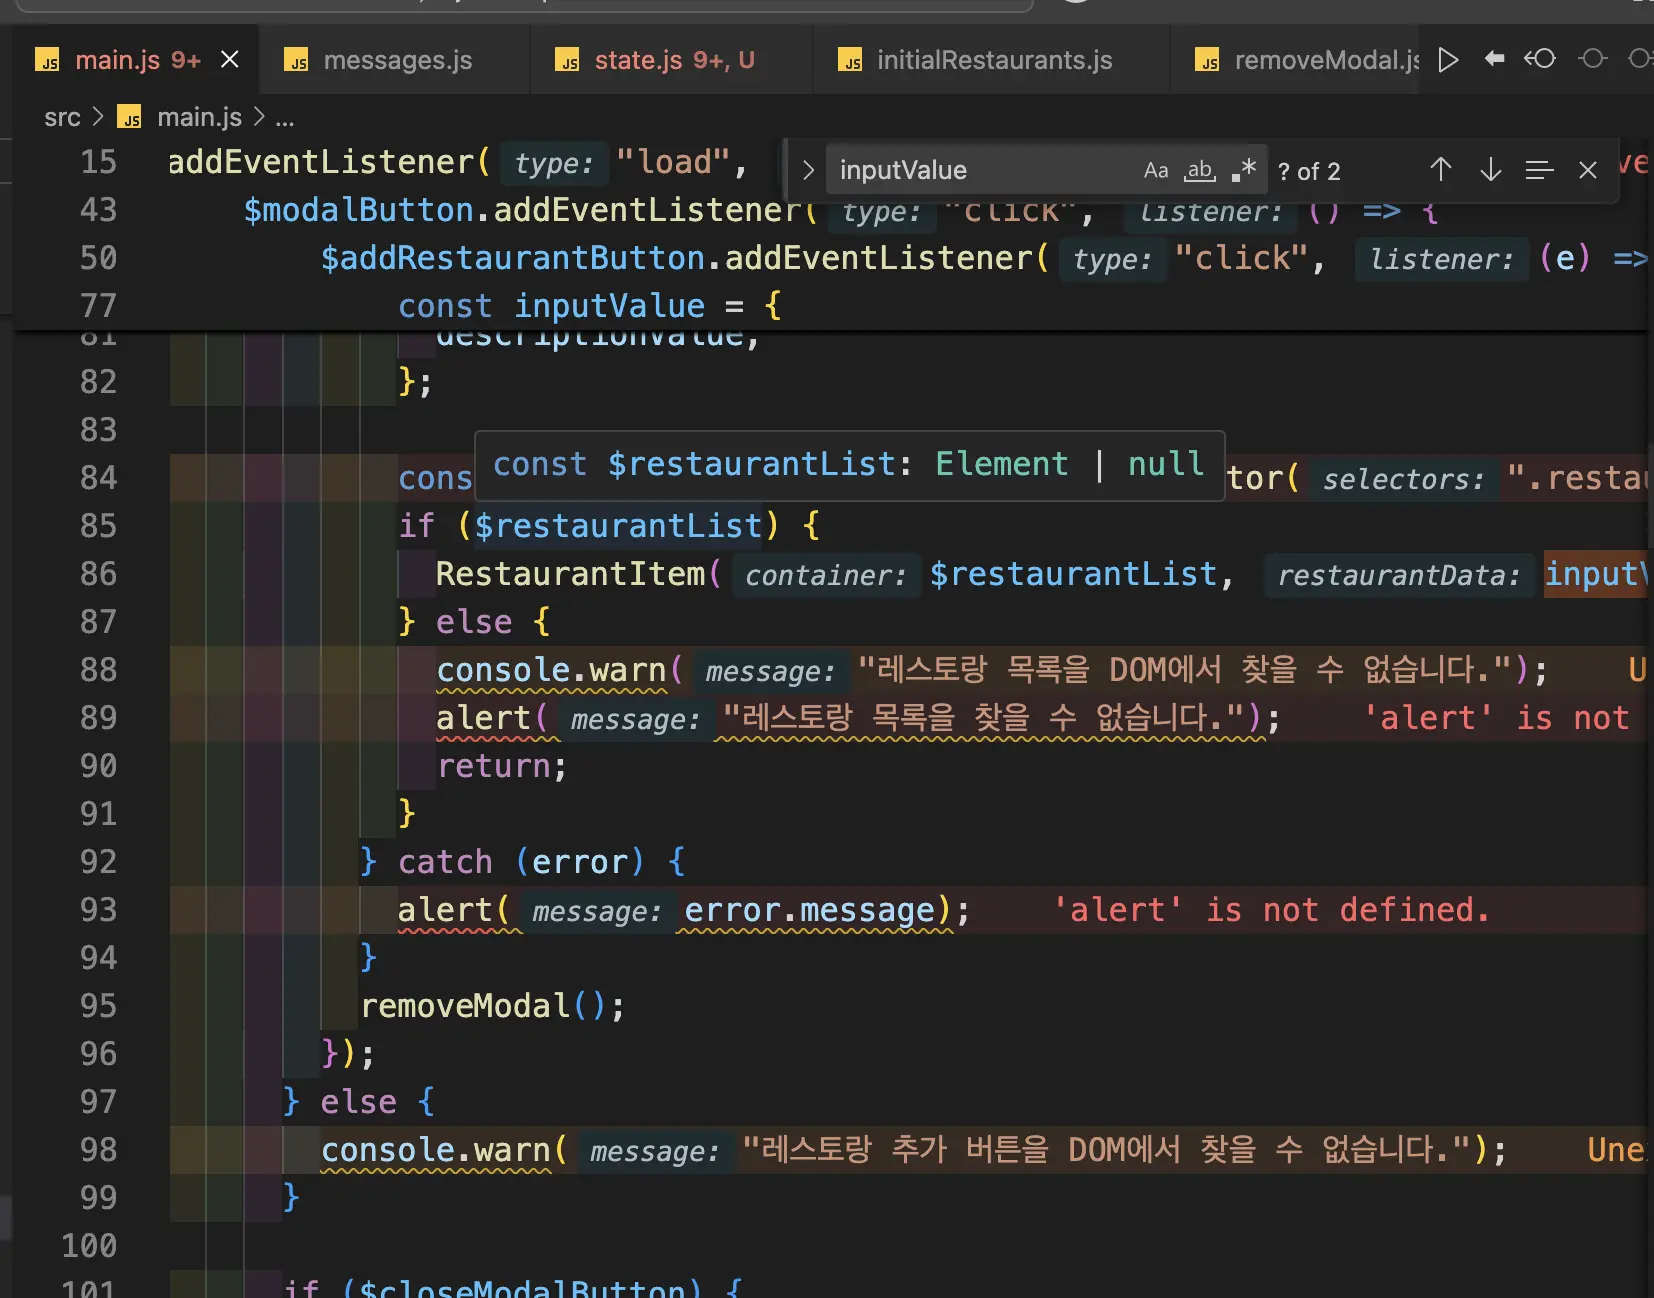 JS main.js 9+ × JS messages.js JS state.js 9+, U JS initialRestaurants.js JS removeModal.js
src > JS main.js > ...
inputValue Aa ab .* ? of 2
15 addEventListener( type: "load",
43 $modalButton.addEventListener( type: "click", listener: () => {
50 $addRestaurantButton.addEventListener( type: "click", listener: (e) =>
77 const inputValue = {
81 descriptionValue,
82 };
83
const $restaurantList: Element | null
84 cons tor( selectors: ".restau
85 if ($restaurantList) {
86 RestaurantItem( container: $restaurantList, restaurantData: inputV
87 } else {
88 console.warn( message: "레스토랑 목록을 DOM에서 찾을 수 없습니다."); U
89 alert( message: "레스토랑 목록을 찾을 수 없습니다."); 'alert' is not
90 return;
91 }
92 } catch (error) {
93 alert( message: error.message); 'alert' is not defined.
94 }
95 removeModal();
96 });
97 } else {
98 console.warn( message: "레스토랑 추가 버튼을 DOM에서 찾을 수 없습니다."); Une
99 }
100
101 if ($closeModalButton) {